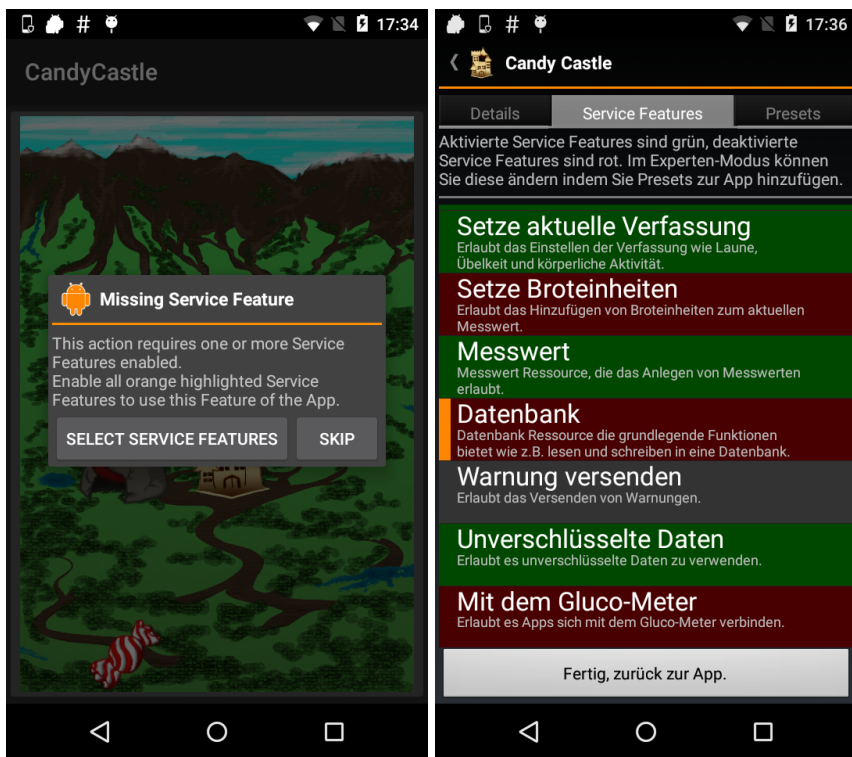 17:34
CandyCastle
Missing Service Feature
This action requires one or more Service
Features enabled.
Enable all orange highlighted Service
Features to use this Feature of the App.
SELECT SERVICE FEATURES
SKIP
17:36
Candy Castle
Details
Service Features
Presets
Aktivierte Service Features sind grün, deaktivierte
Service Features sind rot. Im Experten-Modus können
Sie diese ändern indem Sie Presets zur App hinzufügen.
Setze aktuelle Verfassung
Erlaubt das Einstellen der Verfassung wie Laune,
Übelkeit und körperliche Aktivität.
Setze Broteinheiten
Erlaubt das Hinzufügen von Broteinheiten zum aktuellen
Messwert.
Messwert
Messwert Ressource, die das Anlegen von Messwerten
erlaubt.
Datenbank
Datenbank Ressource die grundlegende Funktionen
bietet wie z.B. lesen und schreiben in eine Datenbank.
Warnung versenden
Erlaubt das Versenden von Warnungen.
Unverschlüsselte Daten
Erlaubt es unverschlüsselte Daten zu verwenden.
Mit dem Gluco-Meter
Erlaubt es Apps sich mit dem Gluco-Meter verbinden.
Fertig, zurück zur App.